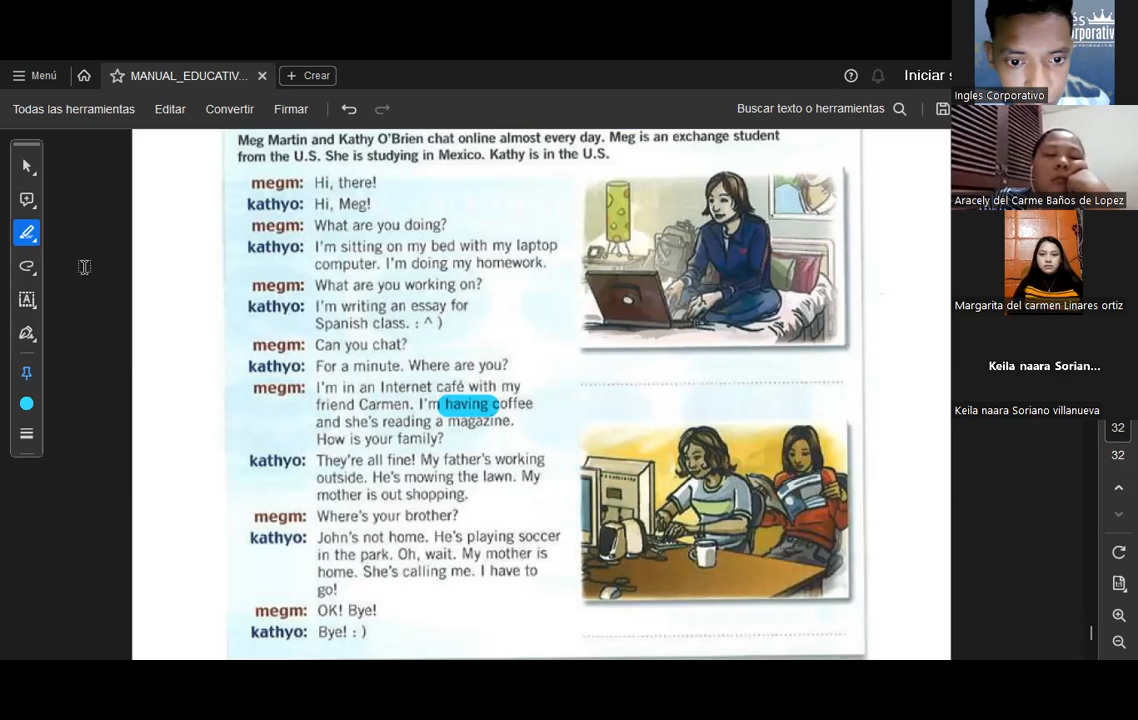 Menú
MANUAL_EDUCATIV...
Crear
Iniciar s
Todas las herramientas
Editar
Convertir
Firmar
Buscar texto o herramientas
Meg Martin and Kathy O'Brien chat online almost every day. Meg is an exchange student
from the U.S. She is studying in Mexico. Kathy is in the U.S.
megm: Hi, there!
kathyo: Hi, Meg!
megm: What are you doing?
kathyo: I'm sitting on my bed with my laptop
computer. I'm doing my homework.
megm: What are you working on?
kathyo: I'm writing an essay for
Spanish class. : ^ )
megm: Can you chat?
kathyo: For a minute. Where are you?
megm: I'm in an Internet café with my
friend Carmen. I'm having coffee
and she's reading a magazine.
How is your family?
kathyo: They're all fine! My father's working
outside. He's mowing the lawn. My
mother is out shopping.
megm: Where's your brother?
kathyo: John's not home. He's playing soccer
in the park. Oh, wait. My mother is
home. She's calling me. I have to
go!
megm: OK! Bye!
kathyo: Bye! : )
és
orporativ
Ingles Corporativo
Aracely del Carme Baños de Lopez
Margarita del carmen Linares ortiz
Keila naara Sorian...
Keila naara Soriano villanueva
32
32